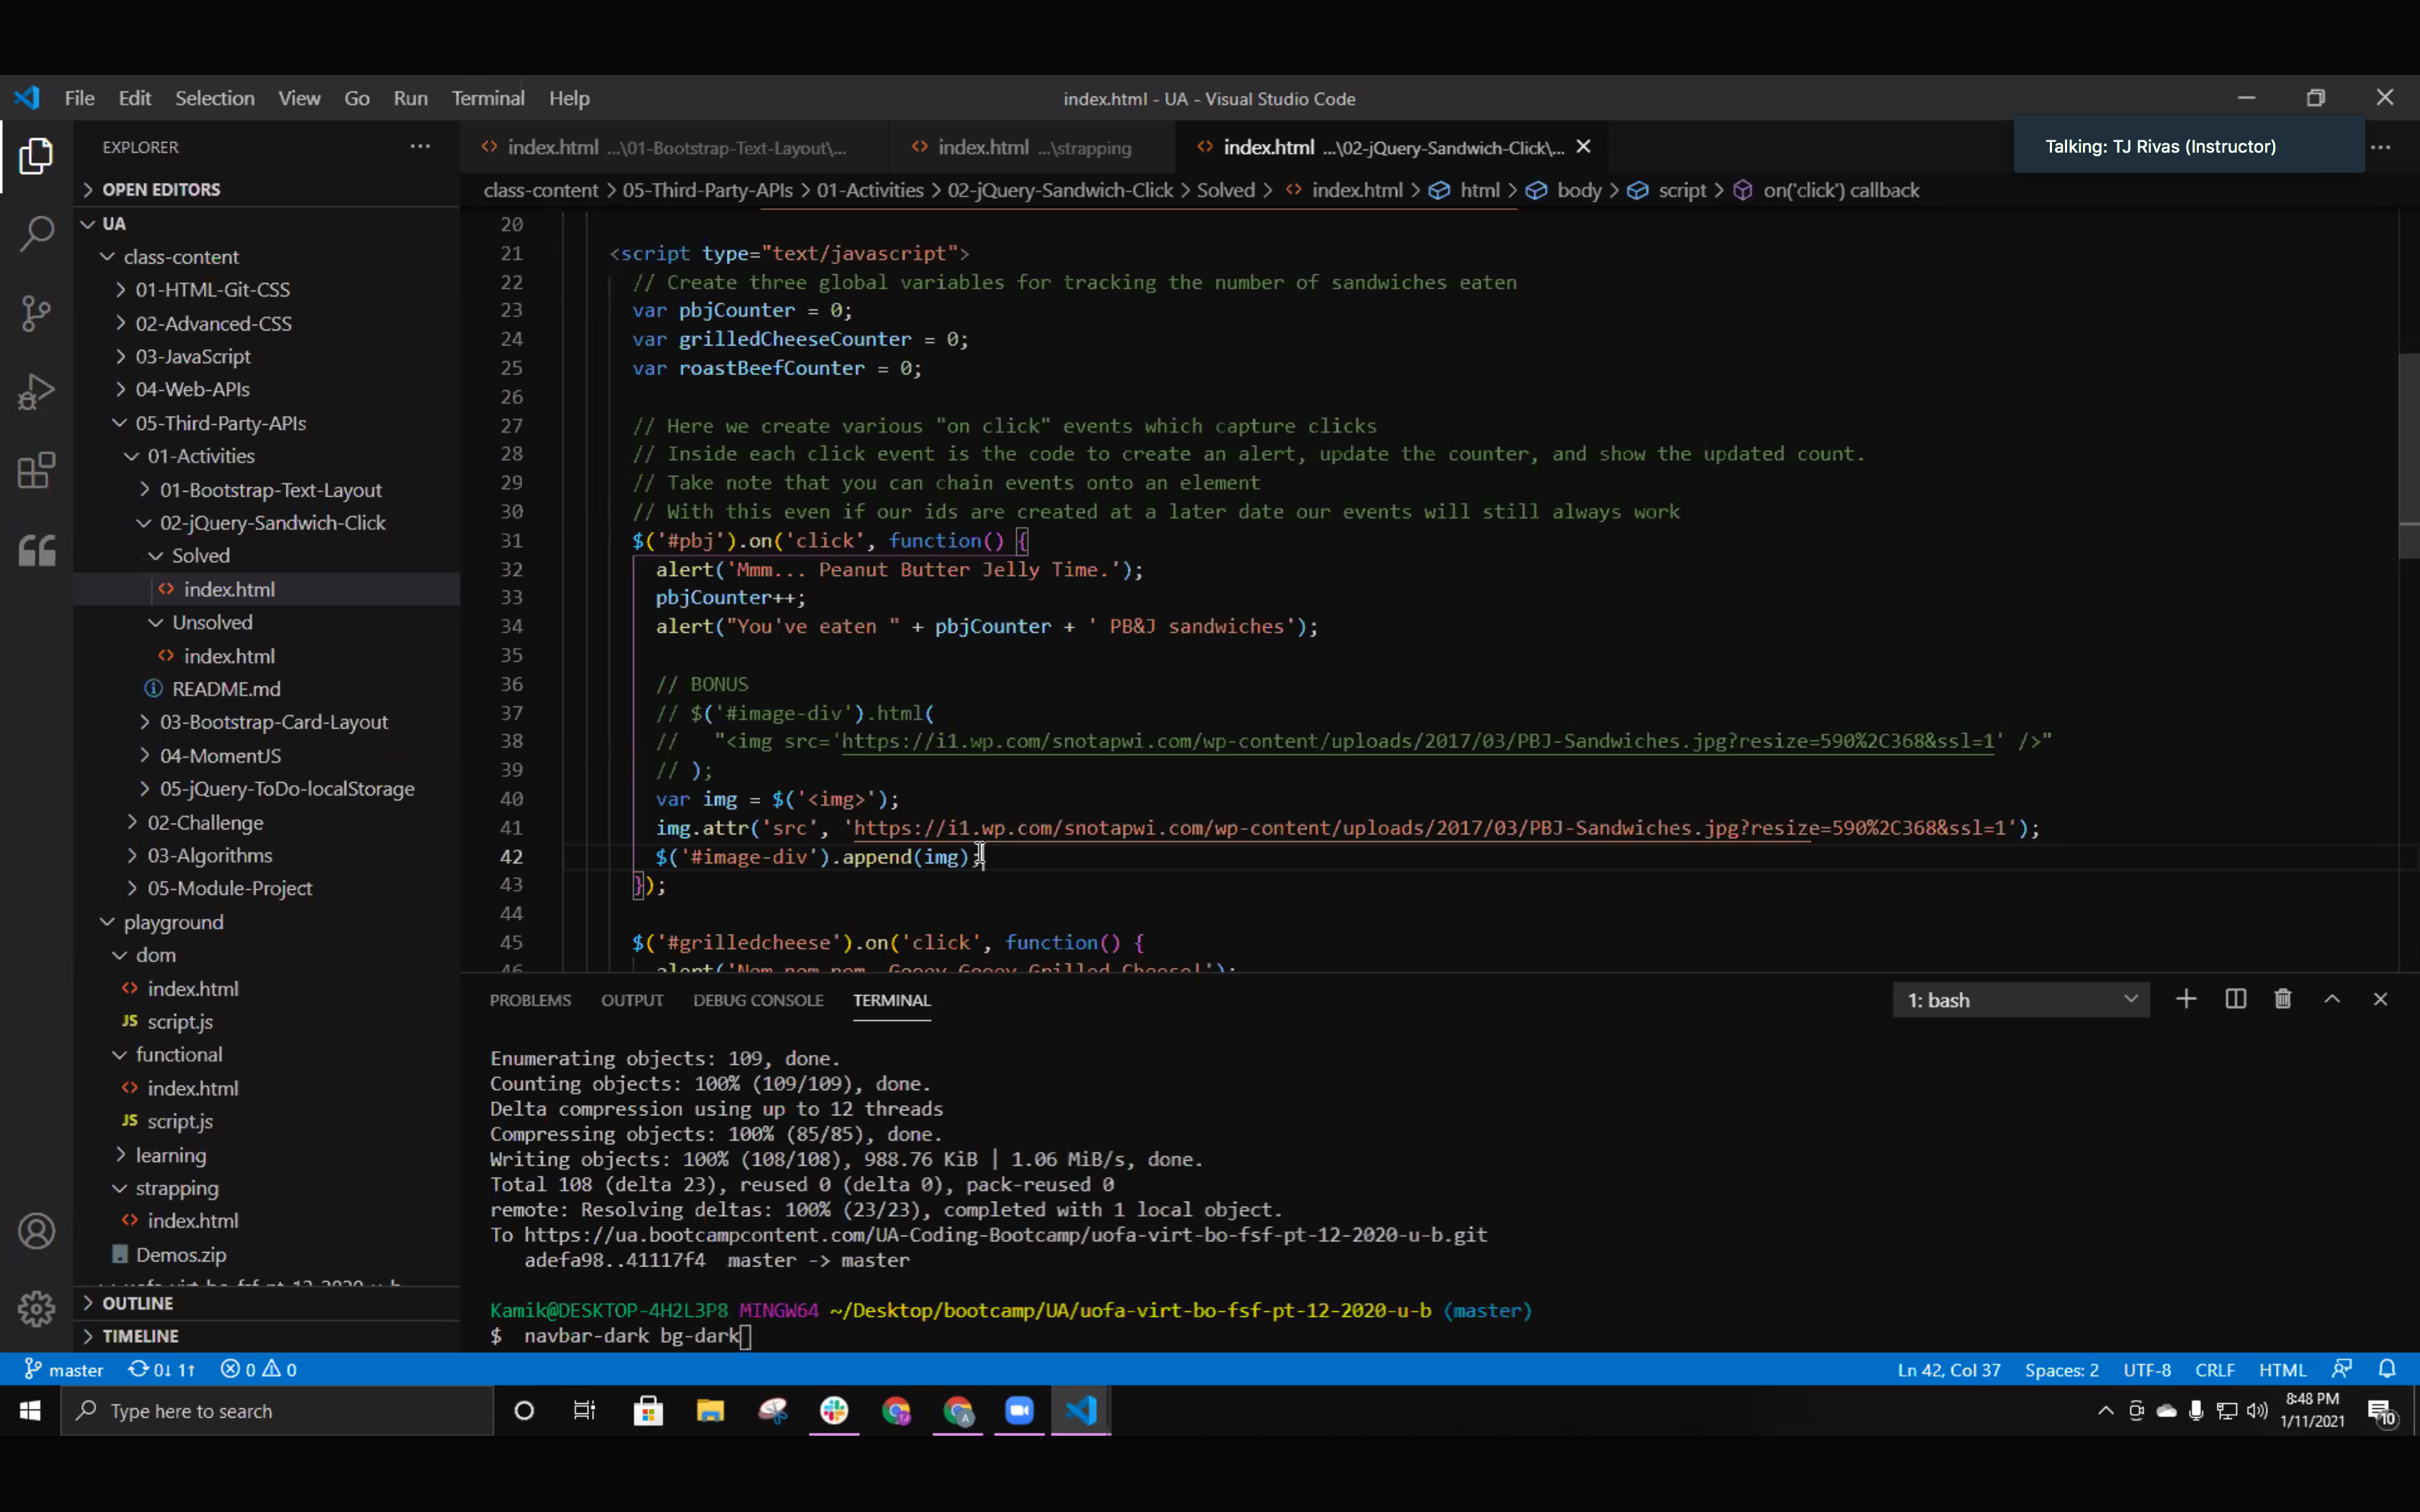 File Edit Selection View Go Run Terminal Help
index.html - UA - Visual Studio Code
Talking: TJ Rivas (Instructor)
EXPLORER
index.html ...\01-Bootstrap-Text-Layout\...
index.html ...\strapping
index.html ...\02-jQuery-Sandwich-Click\...
class-content > 05-Third-Party-APIs > 01-Activities > 02-jQuery-Sandwich-Click > Solved > index.html > html > body > script > on('click') callback
OPEN EDITORS
UA
class-content
01-HTML-Git-CSS
02-Advanced-CSS
03-JavaScript
04-Web-APIs
05-Third-Party-APIs
01-Activities
01-Bootstrap-Text-Layout
02-jQuery-Sandwich-Click
Solved
index.html
Unsolved
index.html
README.md
03-Bootstrap-Card-Layout
04-MomentJS
05-jQuery-ToDo-localStorage
02-Challenge
03-Algorithms
05-Module-Project
playground
dom
index.html
JS script.js
functional
index.html
JS script.js
learning
strapping
index.html
Demos.zip
uofa-virt-bo-fsf-pt-12-2020-u-b
OUTLINE
TIMELINE
20
21 <script type="text/javascript">
22 // Create three global variables for tracking the number of sandwiches eaten
23 var pbjCounter = 0;
24 var grilledCheeseCounter = 0;
25 var roastBeefCounter = 0;
26
27 // Here we create various "on click" events which capture clicks
28 // Inside each click event is the code to create an alert, update the counter, and show the updated count.
29 // Take note that you can chain events onto an element
30 // With this even if our ids are created at a later date our events will still always work
31 $('#pbj').on('click', function() {
32 alert('Mmm... Peanut Butter Jelly Time.');
33 pbjCounter++;
34 alert("You've eaten " + pbjCounter + ' PB&J sandwiches');
35
36 // BONUS
37 // $('#image-div').html(
38 // "<img src='https://i1.wp.com/snotapwi.com/wp-content/uploads/2017/03/PBJ-Sandwiches.jpg?resize=590%2C368&ssl=1' />"
39 // );
40 var img = $('<img>');
41 img.attr('src', 'https://i1.wp.com/snotapwi.com/wp-content/uploads/2017/03/PBJ-Sandwiches.jpg?resize=590%2C368&ssl=1');
42 $('#image-div').append(img);
43 });
44
45 $('#grilledcheese').on('click', function() {
46 alert('Nom nom nom. Gooey Gooey Grilled Cheese!');
PROBLEMS OUTPUT DEBUG CONSOLE TERMINAL
1: bash
Enumerating objects: 109, done.
Counting objects: 100% (109/109), done.
Delta compression using up to 12 threads
Compressing objects: 100% (85/85), done.
Writing objects: 100% (108/108), 988.76 KiB | 1.06 MiB/s, done.
Total 108 (delta 23), reused 0 (delta 0), pack-reused 0
remote: Resolving deltas: 100% (23/23), completed with 1 local object.
To https://ua.bootcampcontent.com/UA-Coding-Bootcamp/uofa-virt-bo-fsf-pt-12-2020-u-b.git
adefa98..41117f4 master -> master
Kamik@DESKTOP-4H2L3P8 MINGW64 ~/Desktop/bootcamp/UA/uofa-virt-bo-fsf-pt-12-2020-u-b (master)
$ navbar-dark bg-dark
master 0↓ 1↑ 0 0
Ln 42, Col 37 Spaces: 2 UTF-8 CRLF HTML
Type here to search
8:48 PM
1/11/2021
10